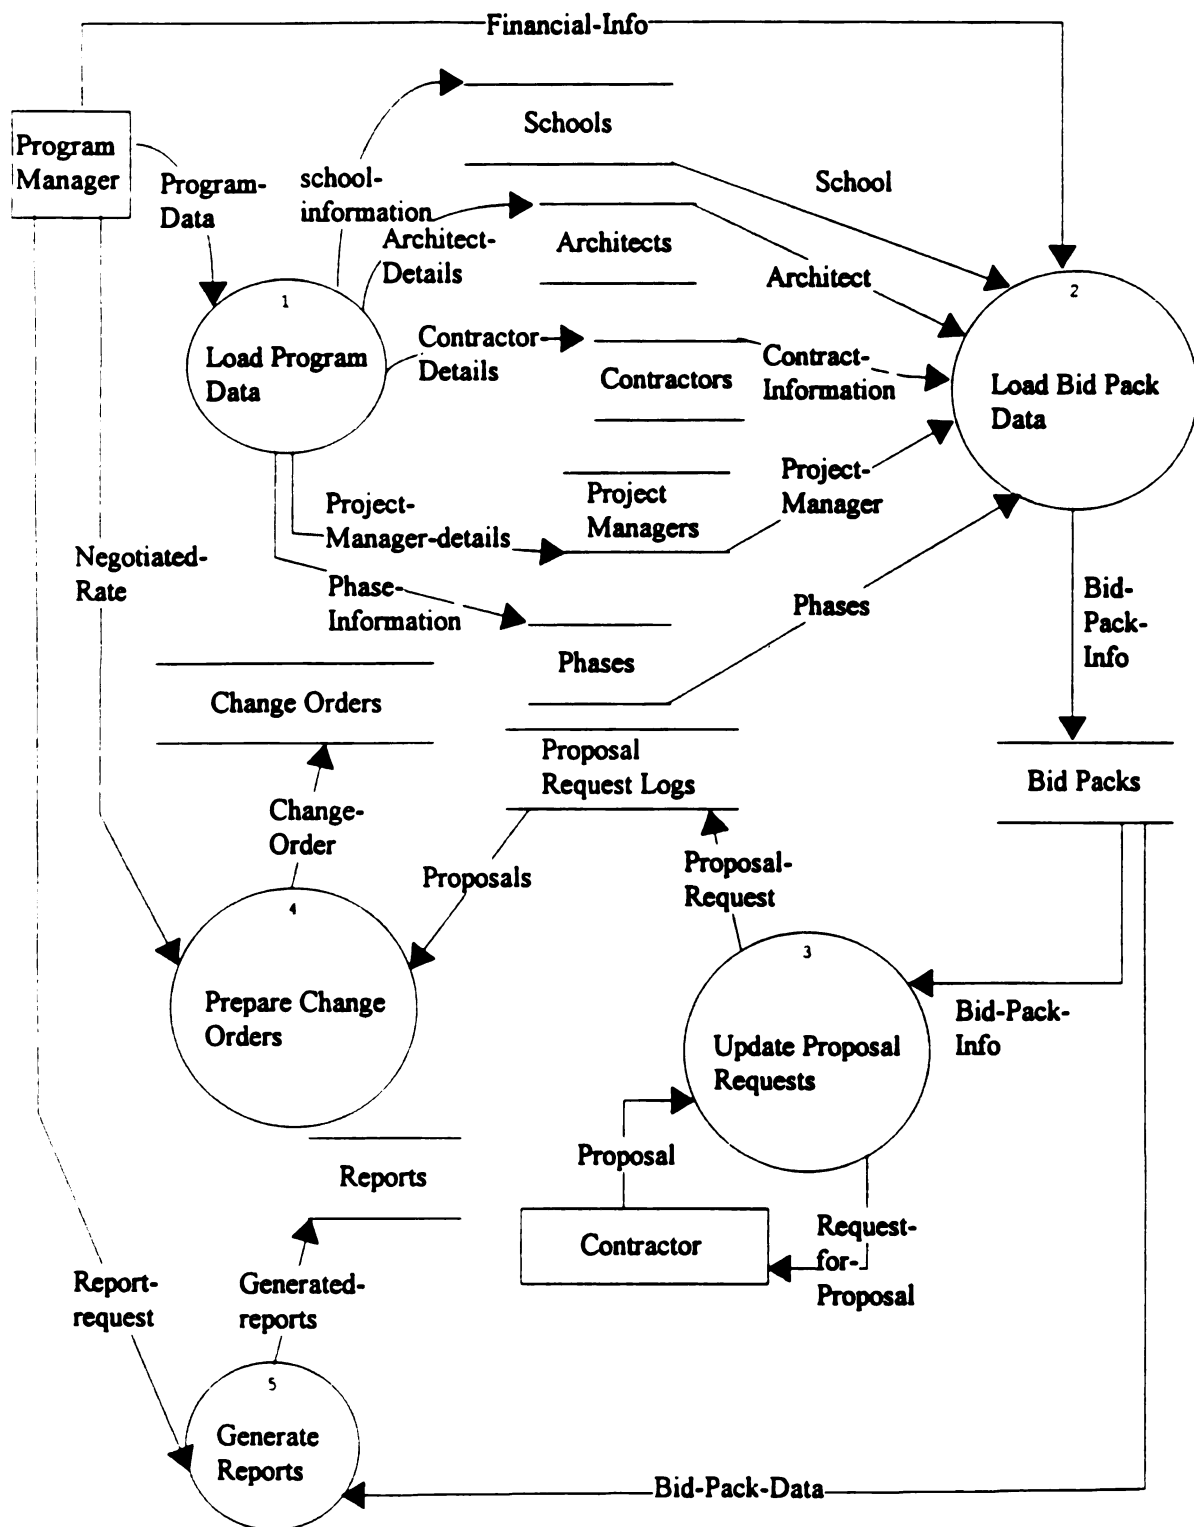 Financial-Info
Program
Manager
Program-
Data
school-
information
Schools
School
Architect-
Details
Architects
Architect
1
Load Program
Data
Contractor
Details
Contractors
Contract-
Information
2
Load Bid Pack
Data
Project-
Manager-details
Project
Managers
Project-
Manager
Negotiated-
Rate
Phase-
Information
Phases
Phases
Bid-
Pack-
Info
Change Orders
Proposal
Request Logs
Bid Packs
Change-
Order
Proposals
Proposal-
Request
4
Prepare Change
Orders
3
Update Proposal
Requests
Bid-Pack-
Info
Reports
Proposal
Contractor
Request-
for-
Proposal
Report-
request
Generated-
reports
5
Generate
Reports
Bid-Pack-Data